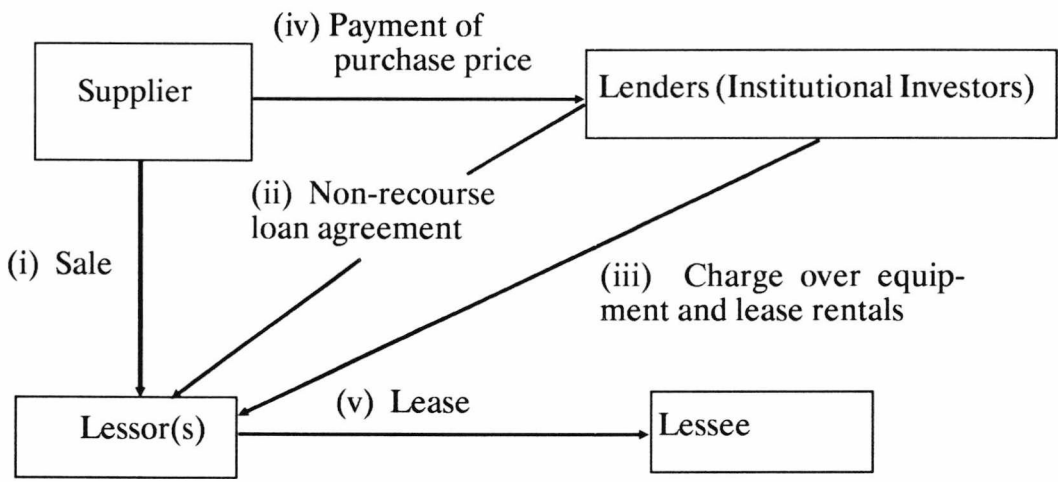 (iv) Payment of
purchase price
Supplier
Lenders (Institutional Investors)
(ii) Non-recourse
loan agreement
(i) Sale
(iii) Charge over equip-
ment and lease rentals
(v) Lease
Lessor(s)
Lessee